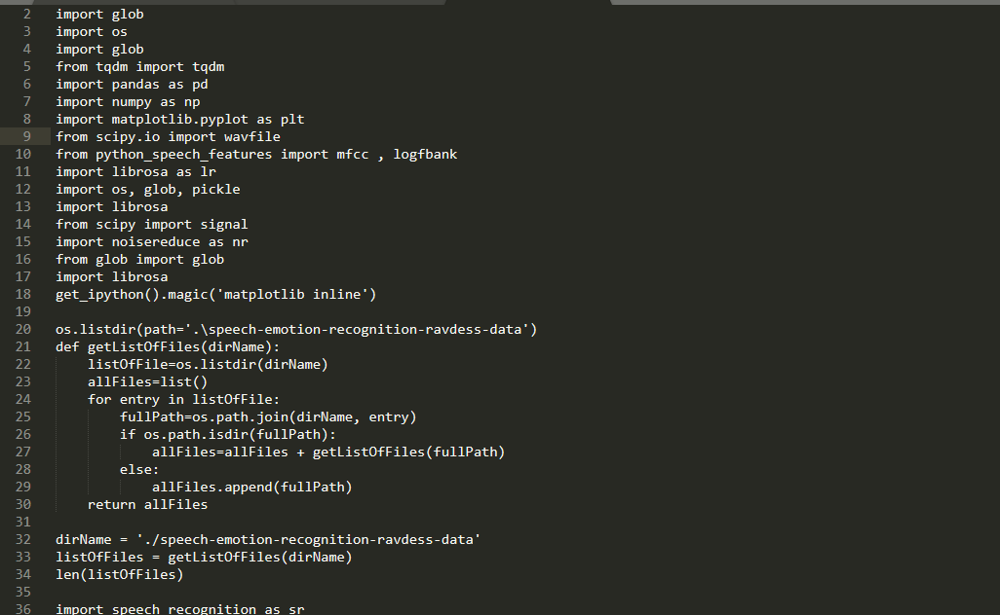 2 import glob
3 import os
4 import glob
5 from tqdm import tqdm
6 import pandas as pd
7 import numpy as np
8 import matplotlib.pyplot as plt
9 from scipy.io import wavfile
10 from python_speech_features import mfcc , logfbank
11 import librosa as lr
12 import os, glob, pickle
13 import librosa
14 from scipy import signal
15 import noisereduce as nr
16 from glob import glob
17 import librosa
18 get_ipython().magic('matplotlib inline')
19
20 os.listdir(path='.\speech-emotion-recognition-ravdess-data')
21 def getListOfFiles(dirName):
22     listOfFile=os.listdir(dirName)
23     allFiles=list()
24     for entry in listOfFile:
25         fullPath=os.path.join(dirName, entry)
26         if os.path.isdir(fullPath):
27             allFiles=allFiles + getListOfFiles(fullPath)
28         else:
29             allFiles.append(fullPath)
30     return allFiles
31
32 dirName = './speech-emotion-recognition-ravdess-data'
33 listOfFiles = getListOfFiles(dirName)
34 len(listOfFiles)
35
36 import speech_recognition as sr